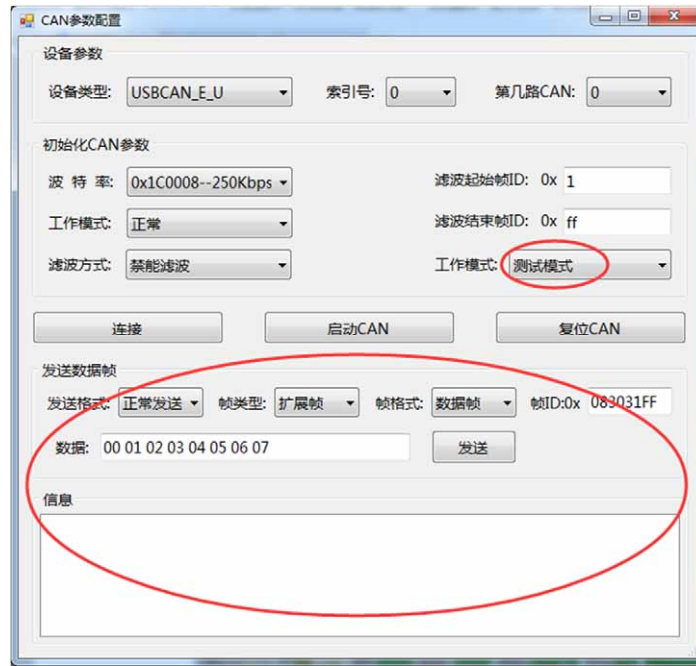 CAN参数配置
设备参数
设备类型: USBCAN_E_U 索引号: 0 第几路CAN: 0
初始化CAN参数
波 特 率: 0x1C0008--250Kbps 滤波起始帧ID: 0x 1
工作模式: 正常 滤波结束帧ID: 0x ff
滤波方式: 禁能滤波 工作模式: 测试模式
连接 启动CAN 复位CAN
发送数据帧
发送格式: 正常发送 帧类型: 扩展帧 帧格式: 数据帧 帧ID:0x 083031FF
数据: 00 01 02 03 04 05 06 07 发送
信息